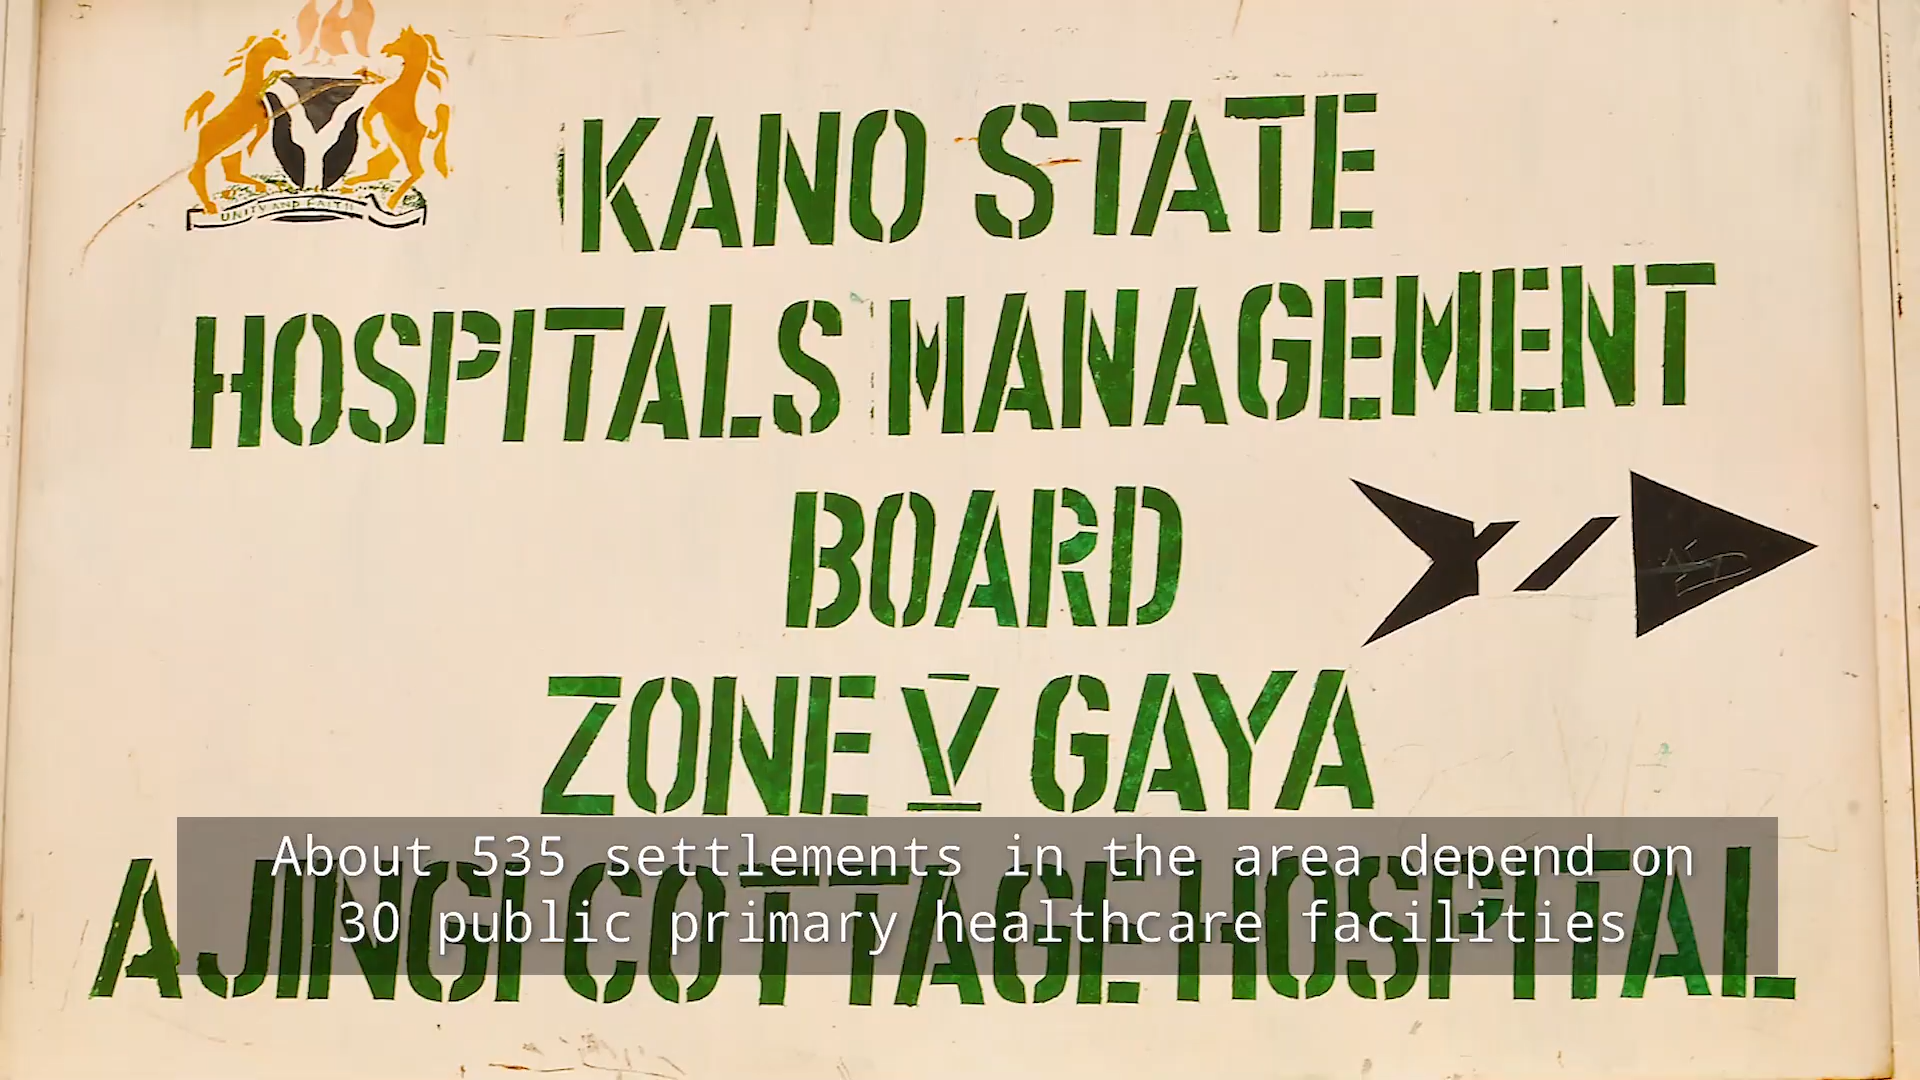 UNITY AND FAITH
KANO STATE
HOSPITALS MANAGEMENT
BOARD
ZONE V GAYA
AJINGI COTTAGE HOSPITAL
About 535 settlements in the area depend on
30 public primary healthcare facilities